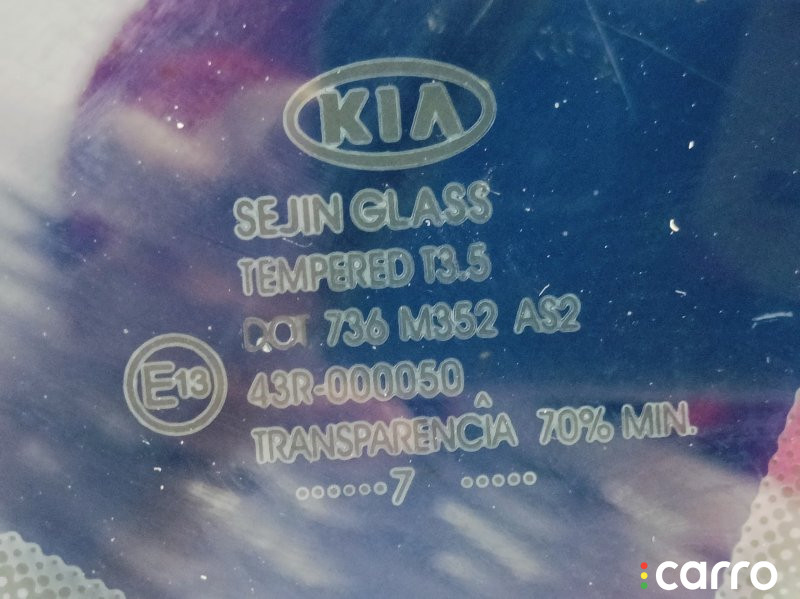 KIA
SEJIN GLASS
TEMPERED T3.5
DOT 736 M352 AS2
E13
43R-000050
TRANSPARENCÎA 70% MIN.
••••••7 •••••
carro